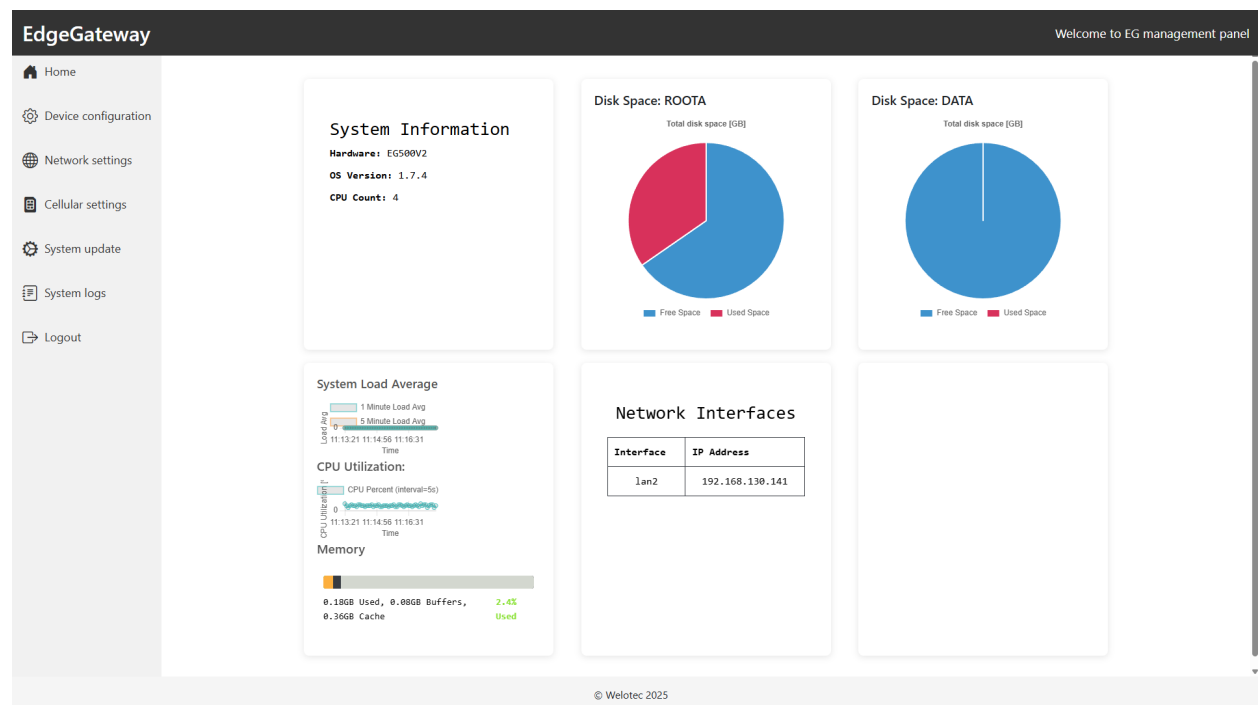 EdgeGateway
Welcome to EG management panel
Home
Device configuration
Network settings
Cellular settings
System update
System logs
Logout
System Information
Hardware: EG500V2
OS Version: 1.7.4
CPU Count: 4
Disk Space: ROOTA
Total disk space [GB]
Free Space Used Space
Disk Space: DATA
Total disk space [GB]
Free Space Used Space
System Load Average
1 Minute Load Avg
5 Minute Load Avg
Load Avg
0
11:13:21 11:14:56 11:16:31
Time
CPU Utilization:
CPU Percent (interval=5s)
CPU Utilization [
0
11:13:21 11:14:56 11:16:31
Time
Memory
0.18GB Used, 0.08GB Buffers,
0.36GB Cache
2.4%
Used
Network Interfaces
Interface IP Address
lan2 192.168.130.141
© Welotec 2025